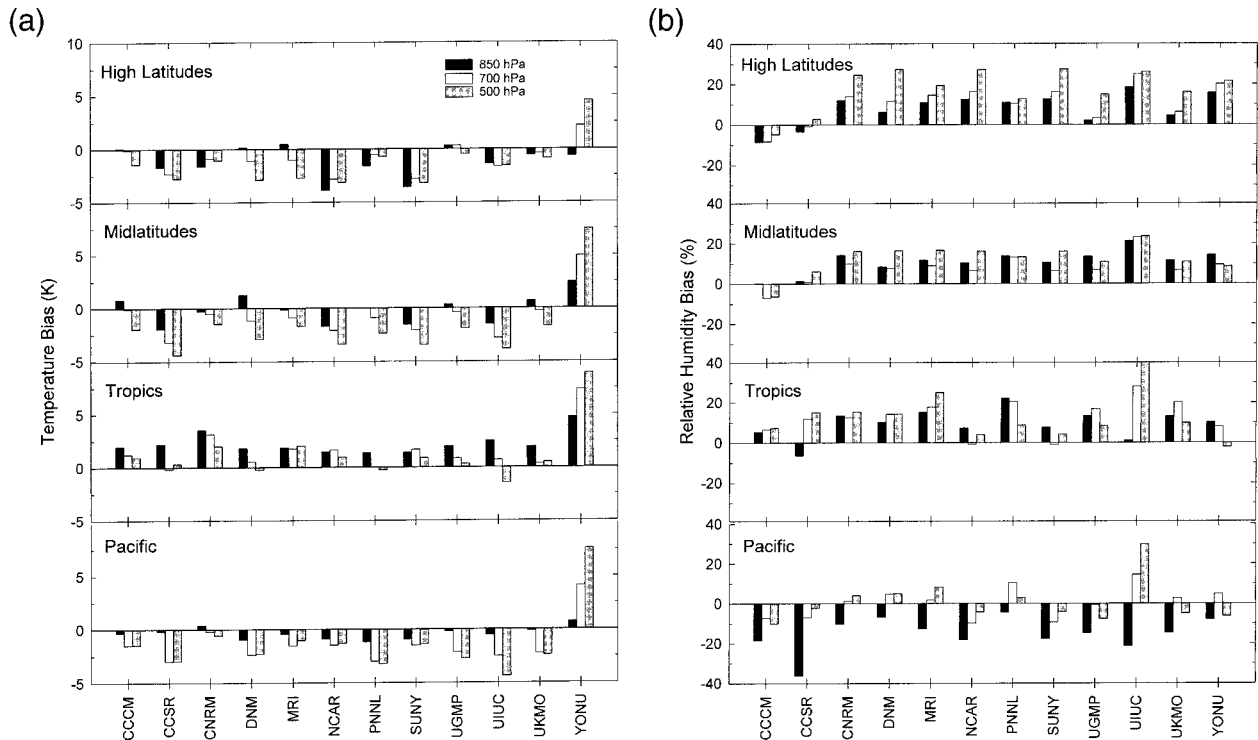 (a)
Temperature Bias (K)
10
5
0
-5
High Latitudes
850 hPa
700 hPa
500 hPa
5
0
-5
Midlatitudes
5
0
-5
Tropics
5
0
-5
Pacific
CCCM
CCSR
CNRM
DNM
MRI
NCAR
PNNL
SUNY
UGMP
UIUC
UKMO
YONU
(b)
Relative Humidity Bias (%)
40
20
0
-20
40
High Latitudes
20
0
-20
40
Midlatitudes
20
0
-20
40
Tropics
20
0
-20
-40
Pacific
CCCM
CCSR
CNRM
DNM
MRI
NCAR
PNNL
SUNY
UGMP
UIUC
UKMO
YONU